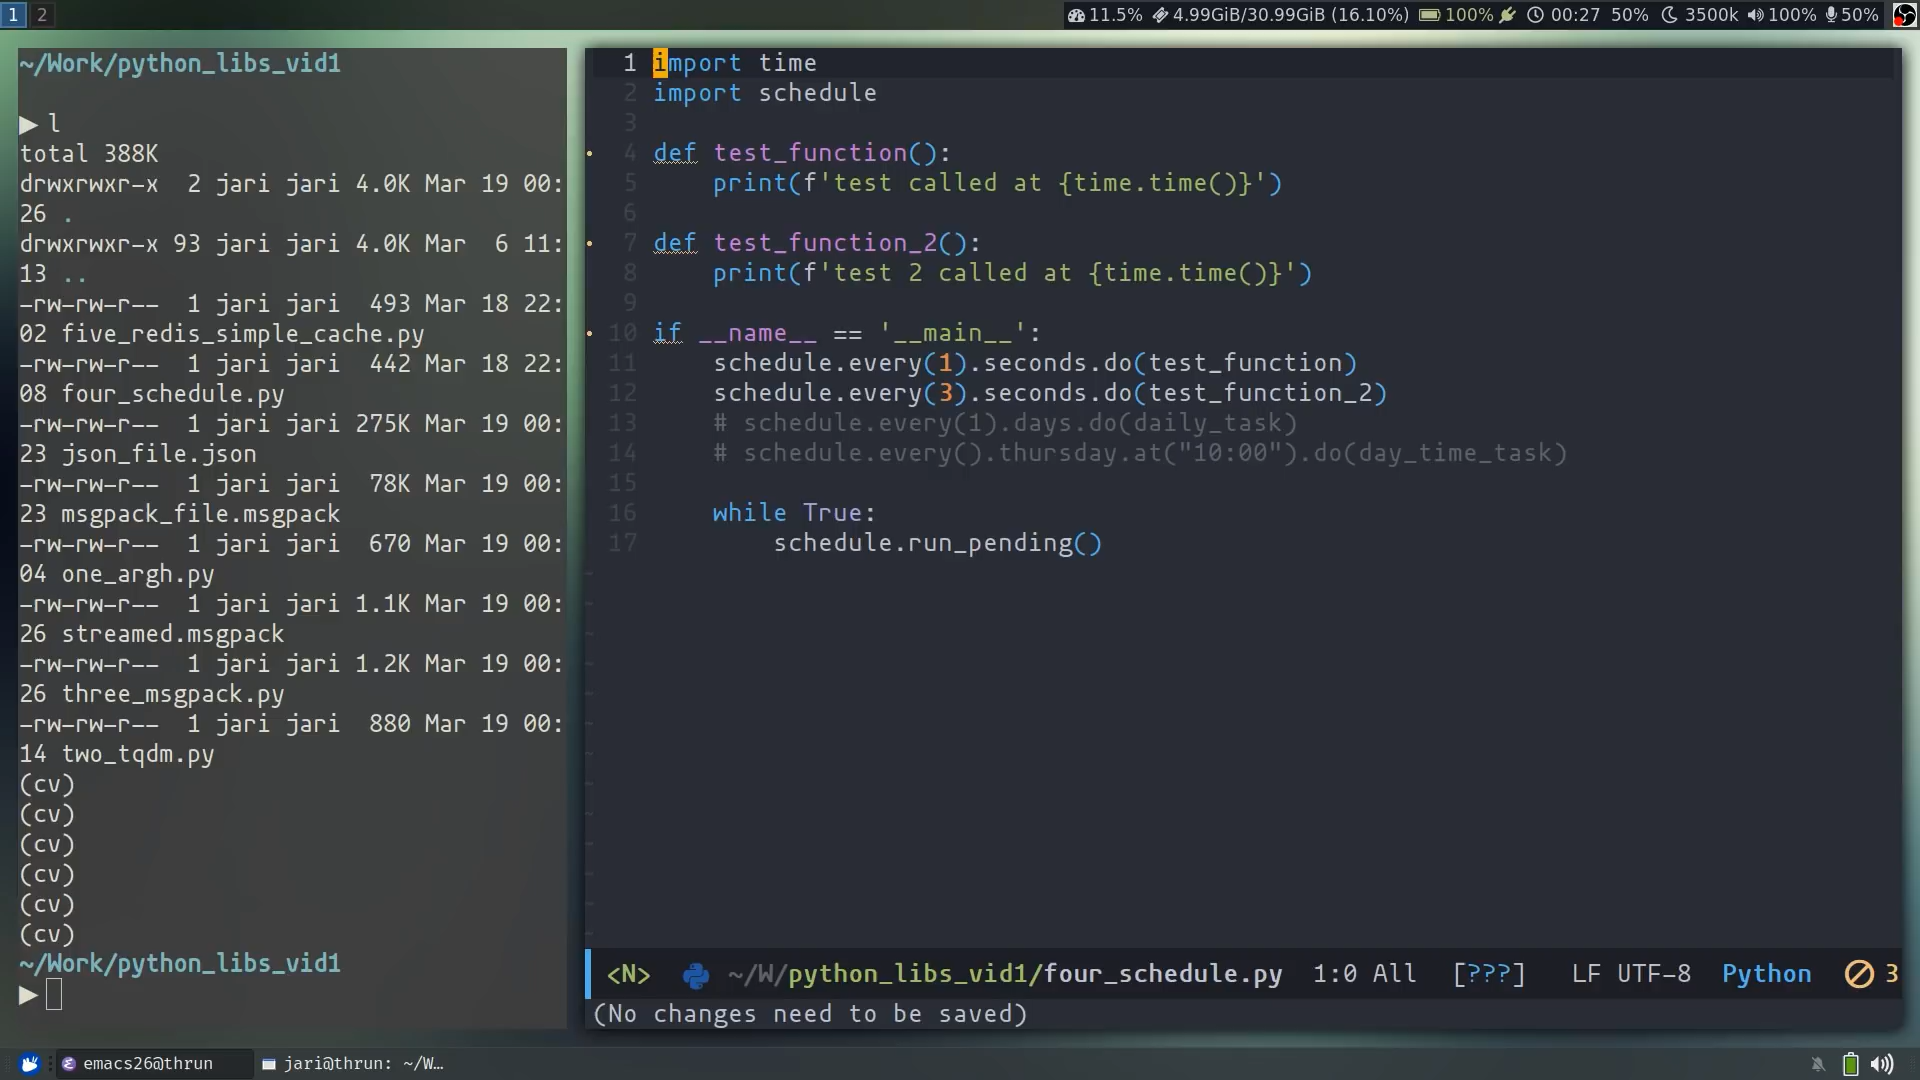 1 2 11.5% 4.99GiB/30.99GiB (16.10%) 100% 00:27 50% 3500k 100% 50%
~/Work/python_libs_vid1
▶ l
total 388K
drwxrwxr-x  2 jari jari 4.0K Mar 19 00:
26 .
drwxrwxr-x 93 jari jari 4.0K Mar  6 11:
13 ..
-rw-rw-r--  1 jari jari  493 Mar 18 22:
02 five_redis_simple_cache.py
-rw-rw-r--  1 jari jari  442 Mar 18 22:
08 four_schedule.py
-rw-rw-r--  1 jari jari 275K Mar 19 00:
23 json_file.json
-rw-rw-r--  1 jari jari  78K Mar 19 00:
23 msgpack_file.msgpack
-rw-rw-r--  1 jari jari  670 Mar 19 00:
04 one_argh.py
-rw-rw-r--  1 jari jari 1.1K Mar 19 00:
26 streamed.msgpack
-rw-rw-r--  1 jari jari 1.2K Mar 19 00:
26 three_msgpack.py
-rw-rw-r--  1 jari jari  880 Mar 19 00:
14 two_tqdm.py
(cv)
(cv)
(cv)
(cv)
(cv)
(cv)
~/Work/python_libs_vid1
▶
1 import time
2 import schedule
3
4 def test_function():
5     print(f'test called at {time.time()}')
6
7 def test_function_2():
8     print(f'test 2 called at {time.time()}')
9
10 if __name__ == '__main__':
11     schedule.every(1).seconds.do(test_function)
12     schedule.every(3).seconds.do(test_function_2)
13     # schedule.every(1).days.do(daily_task)
14     # schedule.every().thursday.at("10:00").do(day_time_task)
15
16     while True:
17         schedule.run_pending()
<N> ~/W/python_libs_vid1/four_schedule.py 1:0 All [???] LF UTF-8 Python 3
(No changes need to be saved)
emacs26@thrun jari@thrun: ~/W...